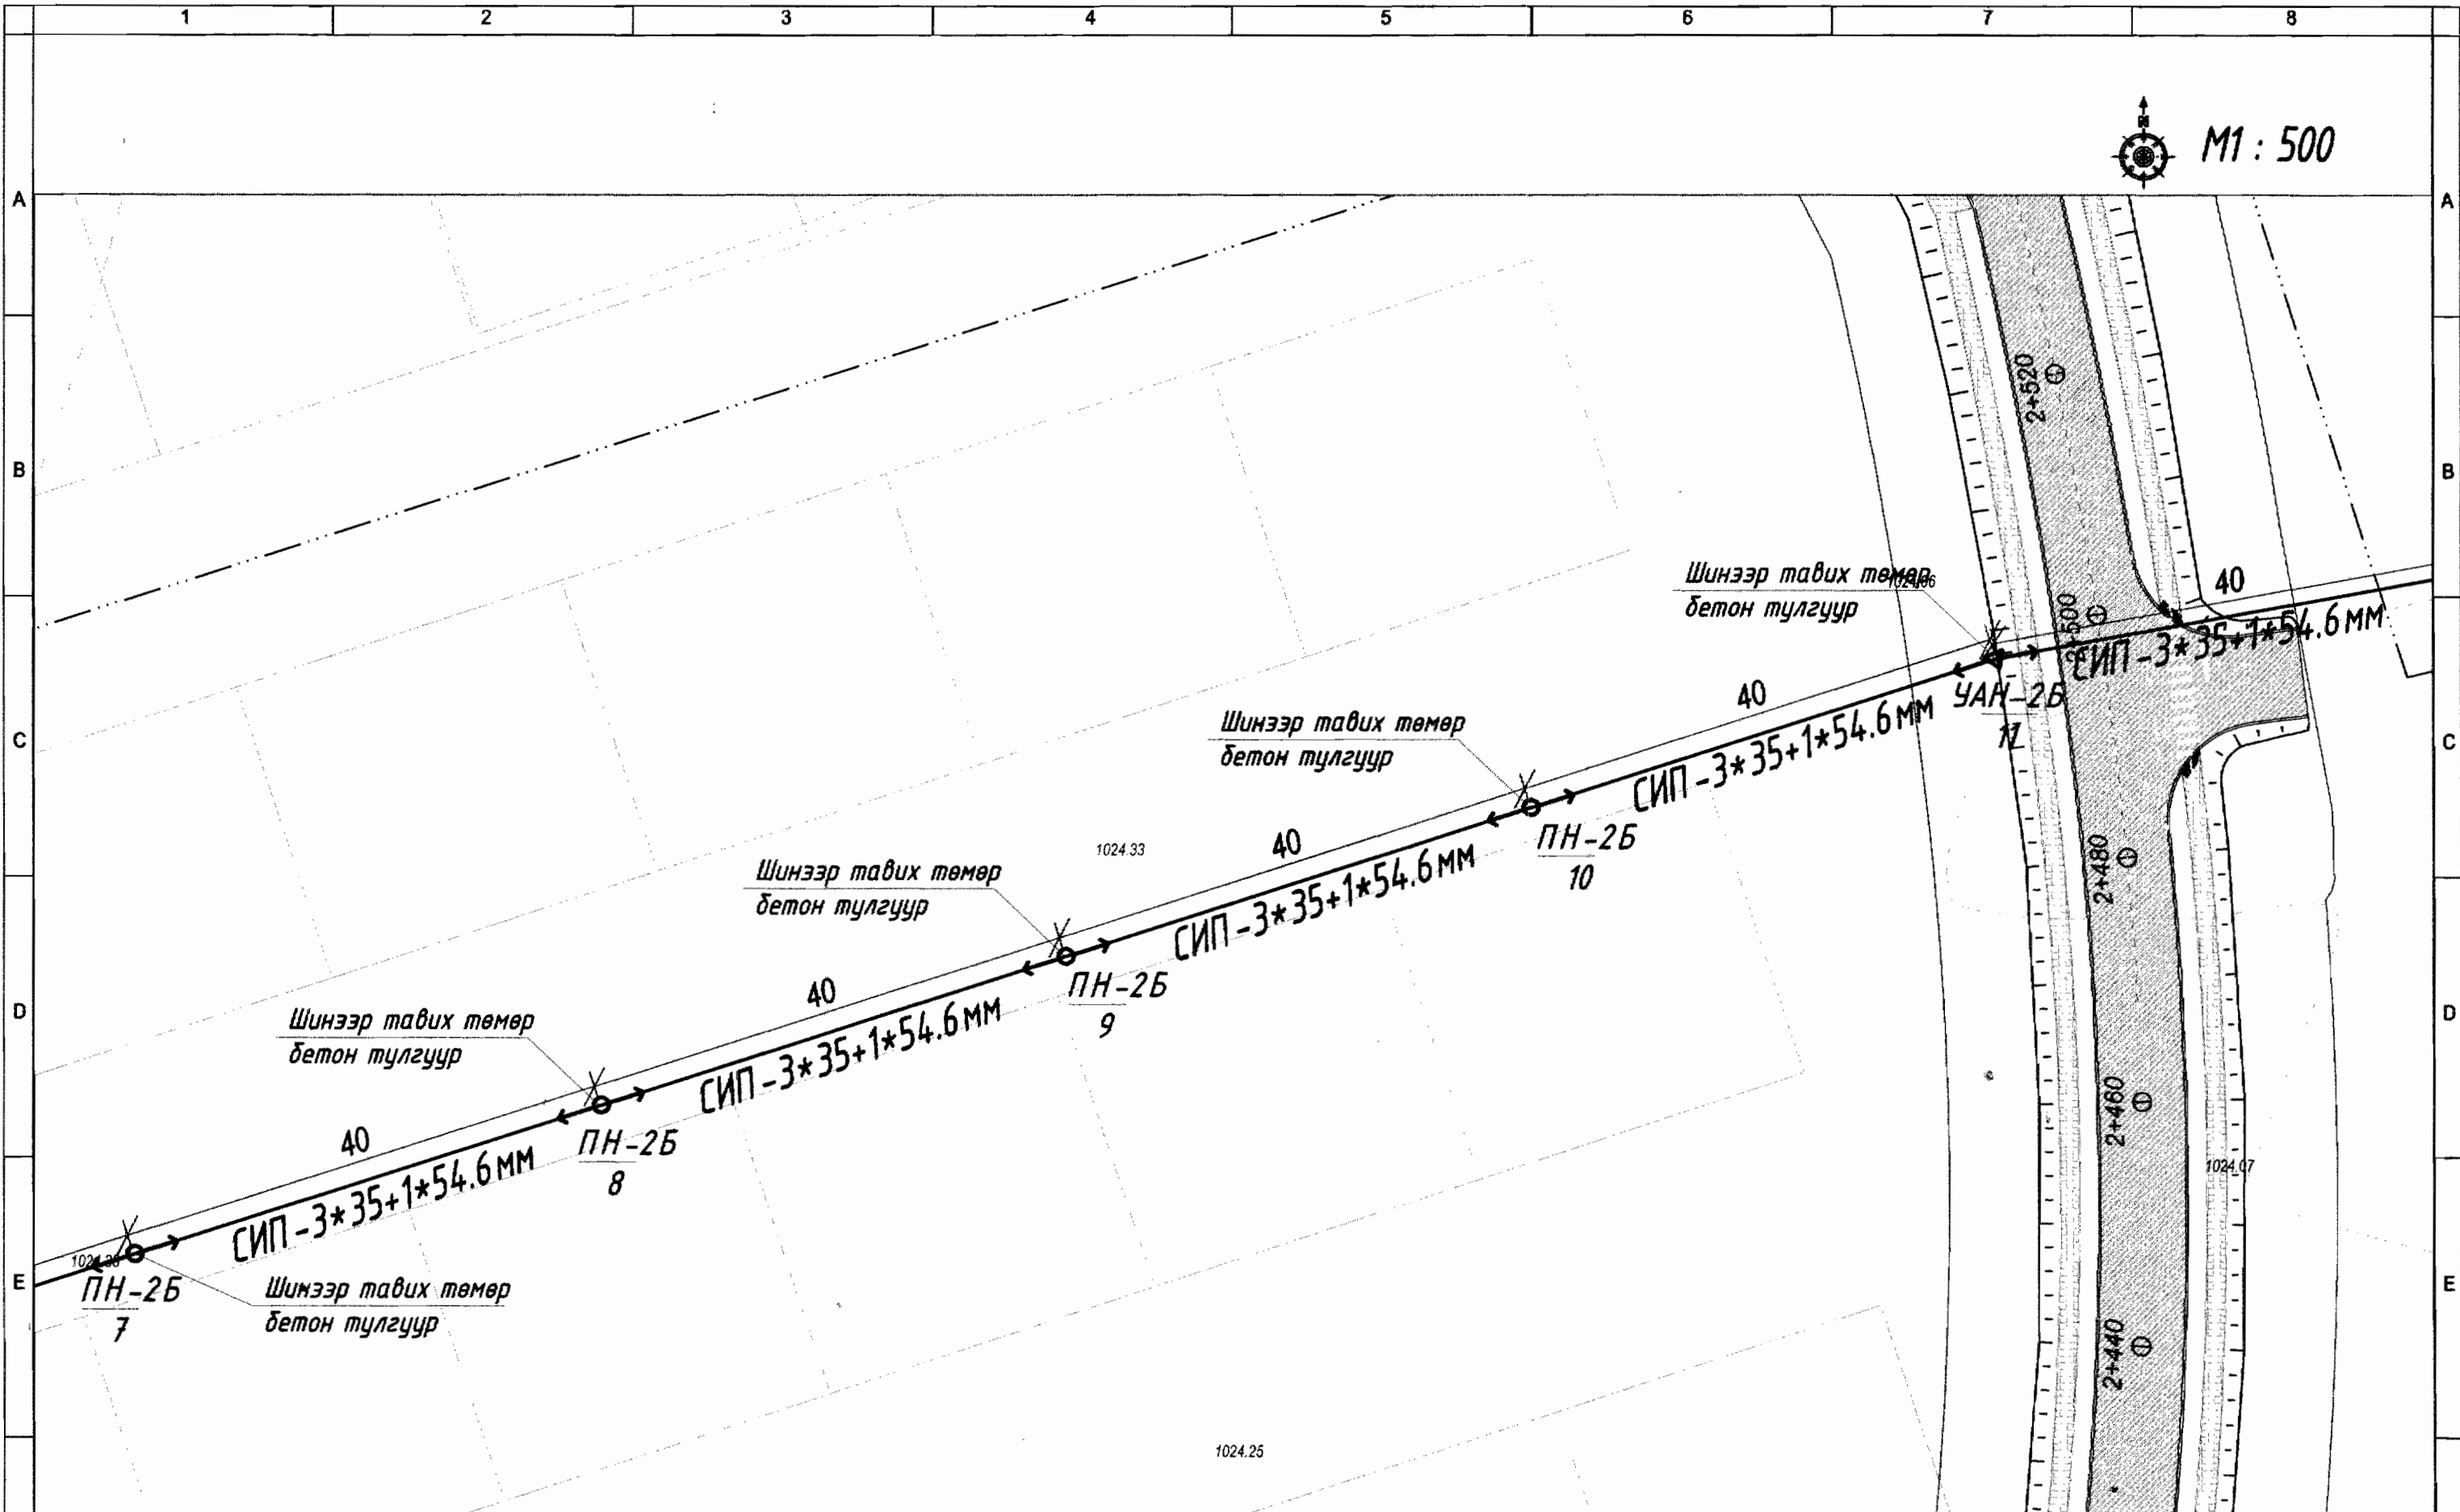 1 2 3 4 5 6 7 8
N
М1 : 500
A A
2+520
B B
Шинээр тавих төмөр
бетон тулгуур
40
СИП-3*35+1*54.6мм
УАН-2Б
11
40
СИП-3*35+1*54.6мм
Шинээр тавих төмөр
бетон тулгуур
C C
ПН-2Б
10
2+480
40
СИП-3*35+1*54.6мм
1024.33
Шинээр тавих төмөр
бетон тулгуур
ПН-2Б
9
D D
40
СИП-3*35+1*54.6мм
Шинээр тавих төмөр
бетон тулгуур
ПН-2Б
8
2+460
1024.07
40
СИП-3*35+1*54.6мм
E E
ПН-2Б
7
Шинээр тавих төмөр
бетон тулгуур
2+440
1024.25